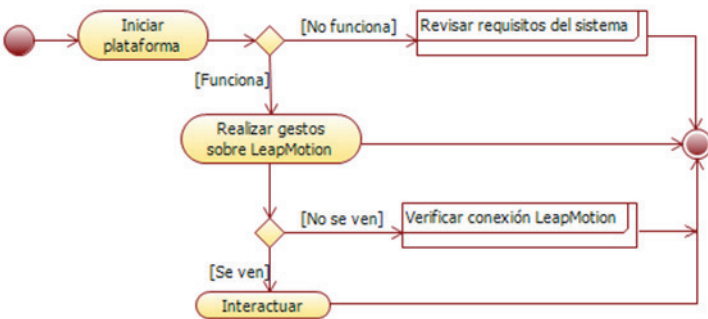 Iniciar
plataforma
[No funciona]
Revisar requisitos del sistema
[Funciona]
Realizar gestos
sobre LeapMotion
[No se ven]
Verificar conexión LeapMotion
[Se ven]
Interactuar